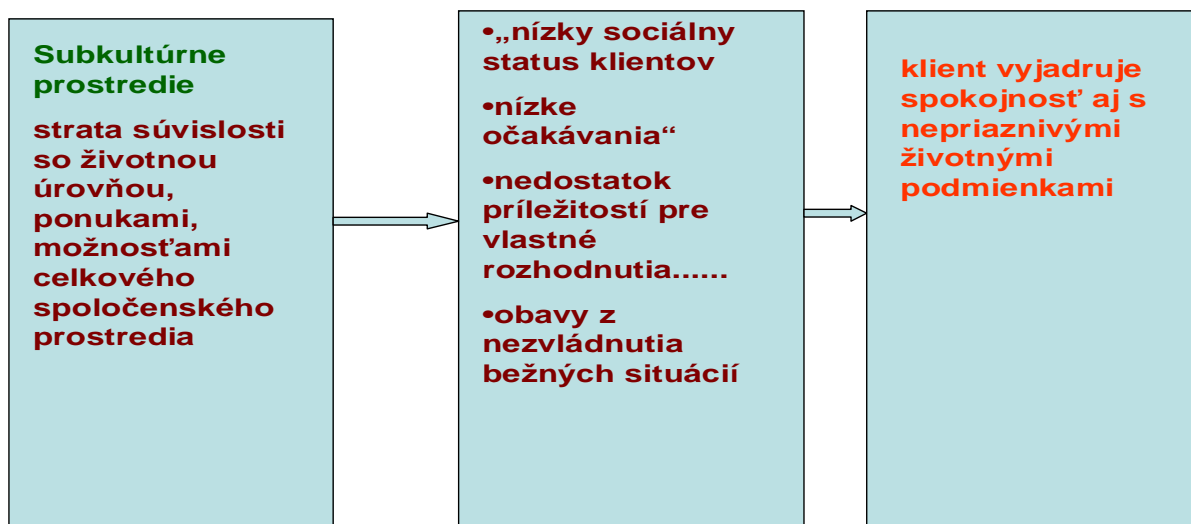 Subkultúrne
prostredie
strata súvislosti
so životnou
úrovňou,
ponukami,
možnosťami
celkového
spoločenského
prostredia
•„nízky sociálny
status klientov
•nízke
očakávania“
•nedostatok
príležitostí pre
vlastné
rozhodnutia......
•obavy z
nezvládnutia
bežných situácií
klient vyjadruje
spokojnosť aj s
nepriaznivými
životnými
podmienkami